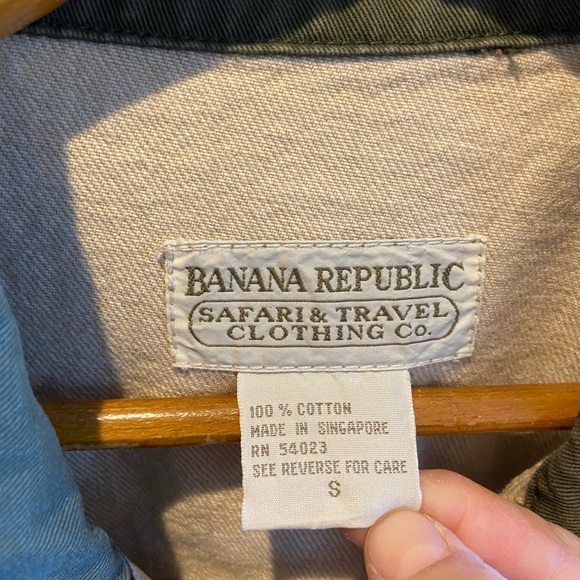 BANANA REPUBLIC
SAFARI & TRAVEL
CLOTHING Co.
100 % COTTON
MADE IN SINGAPORE
RN 54023
SEE REVERSE FOR CARE
S